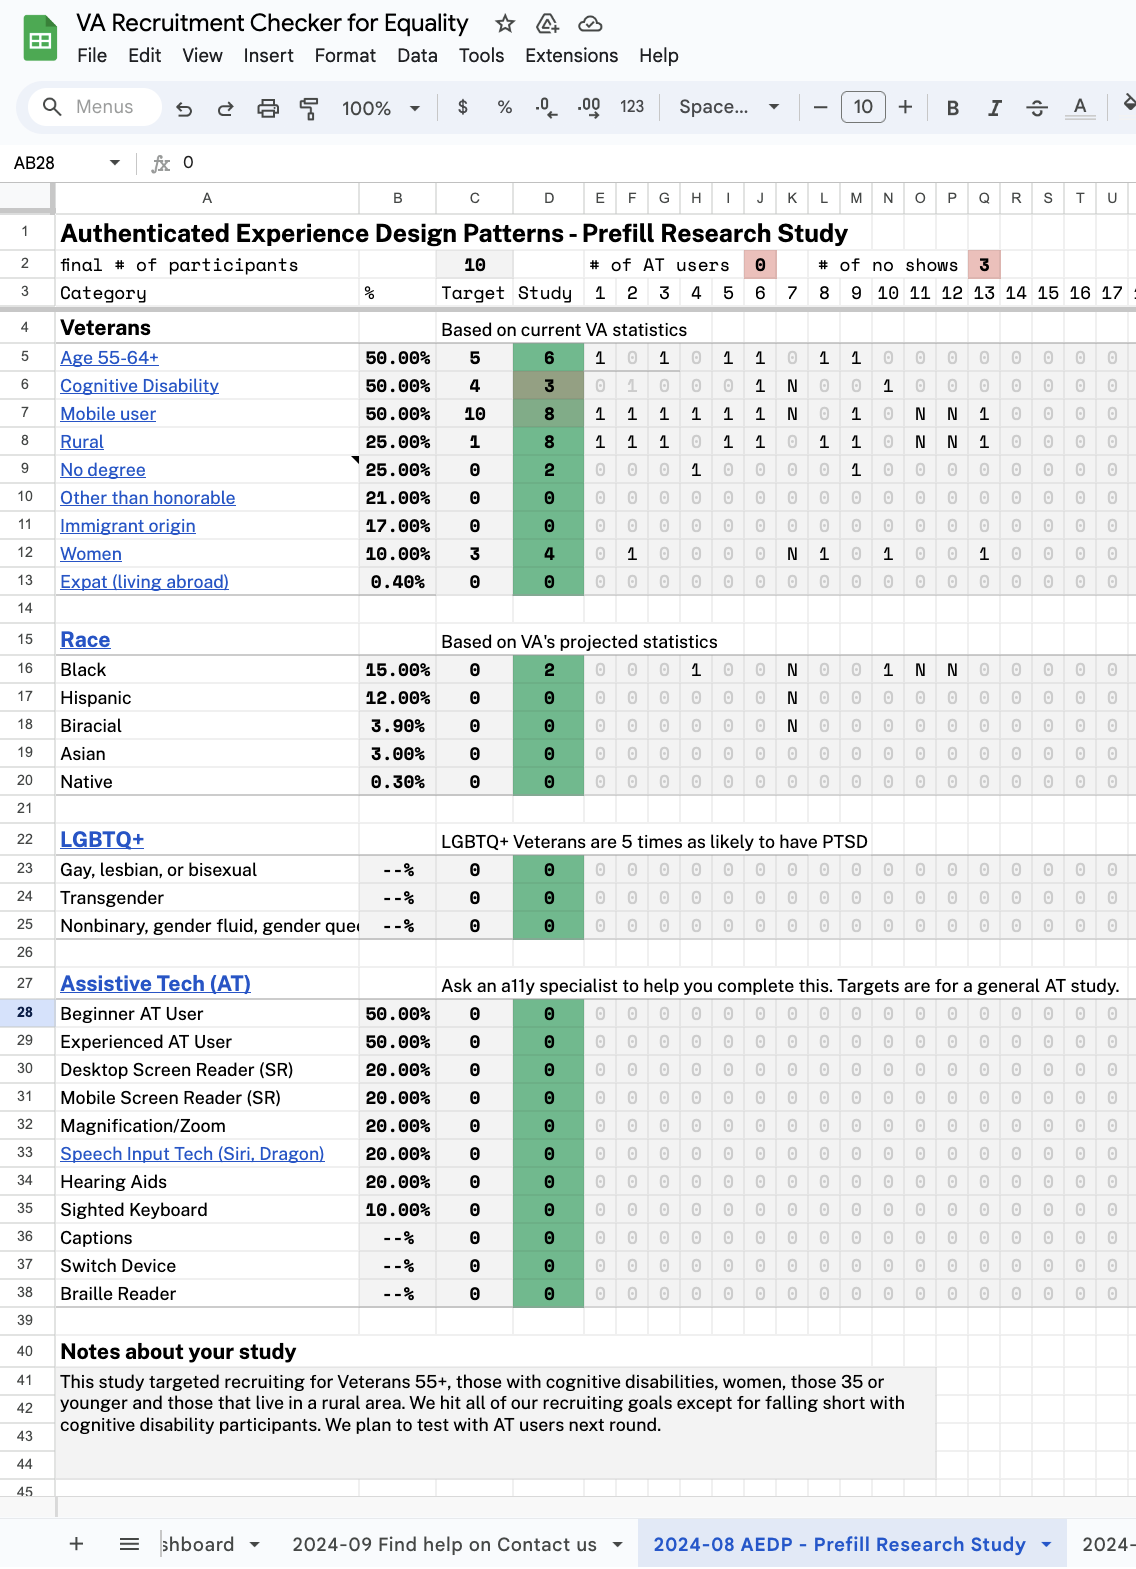 VA Recruitment Checker for Equality
File Edit View Insert Format Data Tools Extensions Help
Menus 100% $ % .0 .00 123 Space... − 10 + B I A
AB28 fx 0
A B C D E F G H I J K L M N O P Q R S T U
1 Authenticated Experience Design Patterns - Prefill Research Study
2 final # of participants 10 # of AT users 0 # of no shows 3
3 Category % Target Study 1 2 3 4 5 6 7 8 9 10 11 12 13 14 15 16 17
4 Veterans Based on current VA statistics
5 Age 55-64+ 50.00% 5 6 1 0 1 0 1 1 0 1 1 0 0 0 0 0 0 0 0
6 Cognitive Disability 50.00% 4 3 0 1 0 0 0 1 N 0 0 1 0 0 0 0 0 0 0
7 Mobile user 50.00% 10 8 1 1 1 1 1 1 N 0 1 0 N N 1 0 0 0 0
8 Rural 25.00% 1 8 1 1 1 0 1 1 0 1 1 0 N N 1 0 0 0 0
9 No degree 25.00% 0 2 0 0 0 1 0 0 0 0 1 0 0 0 0 0 0 0 0
10 Other than honorable 21.00% 0 0 0 0 0 0 0 0 0 0 0 0 0 0 0 0 0 0 0
11 Immigrant origin 17.00% 0 0 0 0 0 0 0 0 0 0 0 0 0 0 0 0 0 0 0
12 Women 10.00% 3 4 0 1 0 0 0 0 N 1 0 1 0 0 1 0 0 0 0
13 Expat (living abroad) 0.40% 0 0 0 0 0 0 0 0 0 0 0 0 0 0 0 0 0 0 0
14
15 Race Based on VA's projected statistics
16 Black 15.00% 0 2 0 0 0 1 0 0 N 0 0 1 N N 0 0 0 0 0
17 Hispanic 12.00% 0 0 0 0 0 0 0 0 N 0 0 0 0 0 0 0 0 0 0
18 Biracial 3.90% 0 0 0 0 0 0 0 0 N 0 0 0 0 0 0 0 0 0 0
19 Asian 3.00% 0 0 0 0 0 0 0 0 0 0 0 0 0 0 0 0 0 0 0
20 Native 0.30% 0 0 0 0 0 0 0 0 0 0 0 0 0 0 0 0 0 0 0
21
22 LGBTQ+ LGBTQ+ Veterans are 5 times as likely to have PTSD
23 Gay, lesbian, or bisexual --% 0 0 0 0 0 0 0 0 0 0 0 0 0 0 0 0 0 0 0
24 Transgender --% 0 0 0 0 0 0 0 0 0 0 0 0 0 0 0 0 0 0 0
25 Nonbinary, gender fluid, gender quee --% 0 0 0 0 0 0 0 0 0 0 0 0 0 0 0 0 0 0 0
26
27 Assistive Tech (AT) Ask an a11y specialist to help you complete this. Targets are for a general AT study.
28 Beginner AT User 50.00% 0 0 0 0 0 0 0 0 0 0 0 0 0 0 0 0 0 0 0
29 Experienced AT User 50.00% 0 0 0 0 0 0 0 0 0 0 0 0 0 0 0 0 0 0 0
30 Desktop Screen Reader (SR) 20.00% 0 0 0 0 0 0 0 0 0 0 0 0 0 0 0 0 0 0 0
31 Mobile Screen Reader (SR) 20.00% 0 0 0 0 0 0 0 0 0 0 0 0 0 0 0 0 0 0 0
32 Magnification/Zoom 20.00% 0 0 0 0 0 0 0 0 0 0 0 0 0 0 0 0 0 0 0
33 Speech Input Tech (Siri, Dragon) 20.00% 0 0 0 0 0 0 0 0 0 0 0 0 0 0 0 0 0 0 0
34 Hearing Aids 20.00% 0 0 0 0 0 0 0 0 0 0 0 0 0 0 0 0 0 0 0
35 Sighted Keyboard 10.00% 0 0 0 0 0 0 0 0 0 0 0 0 0 0 0 0 0 0 0
36 Captions --% 0 0 0 0 0 0 0 0 0 0 0 0 0 0 0 0 0 0 0
37 Switch Device --% 0 0 0 0 0 0 0 0 0 0 0 0 0 0 0 0 0 0 0
38 Braille Reader --% 0 0 0 0 0 0 0 0 0 0 0 0 0 0 0 0 0 0 0
39
40 Notes about your study
41 This study targeted recruiting for Veterans 55+, those with cognitive disabilities, women, those 35 or
42 younger and those that live in a rural area. We hit all of our recruiting goals except for falling short with
43 cognitive disability participants. We plan to test with AT users next round.
44
45
+ shboard 2024-09 Find help on Contact us 2024-08 AEDP - Prefill Research Study 2024-